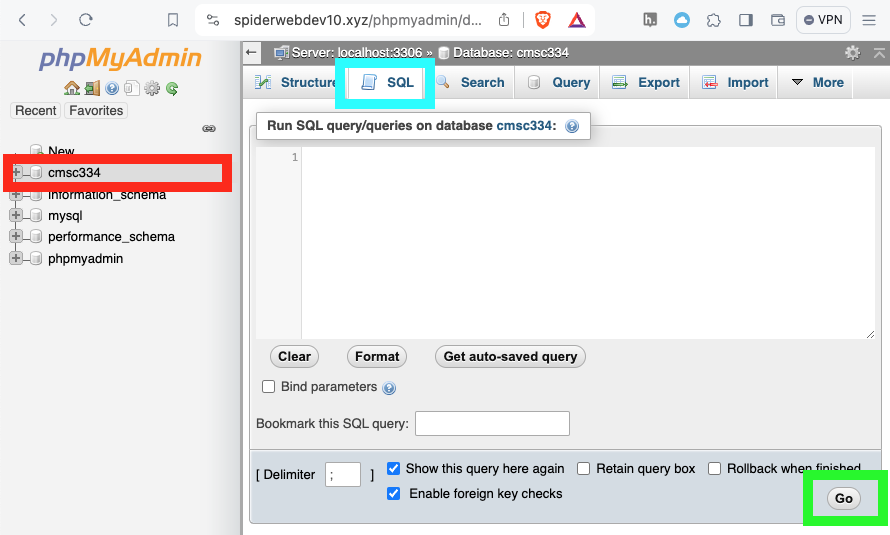 spiderwebdev10.xyz/phpmyadmin/d...
VPN
phpMyAdmin
Recent Favorites
New
cmsc334
information_schema
mysql
performance_schema
phpmyadmin
Server: localhost:3306 » Database: cmsc334
Structure SQL Search Query Export Import More
Run SQL query/queries on database cmsc334:
1
Clear Format Get auto-saved query
Bind parameters
Bookmark this SQL query:
[ Delimiter ; ] Show this query here again Retain query box Rollback when finished
Enable foreign key checks
Go